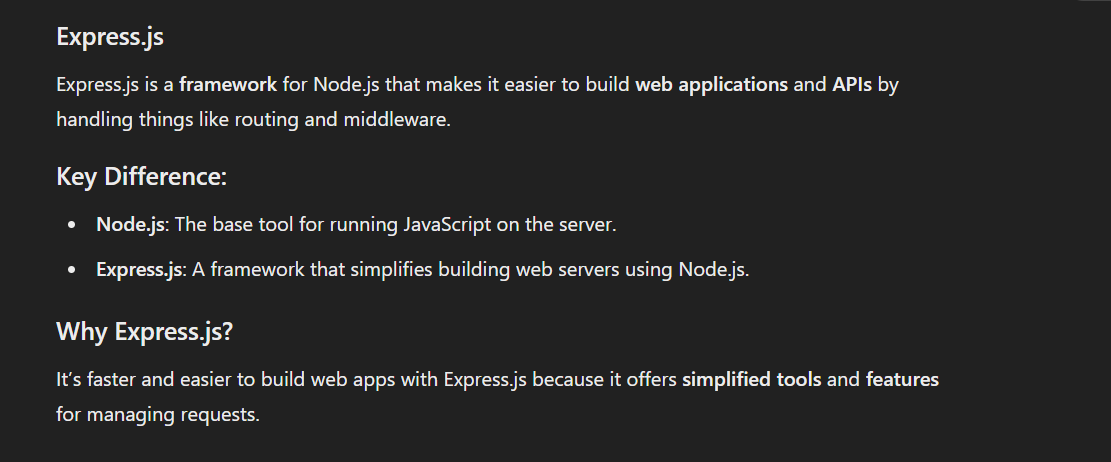 Express.js
Express.js is a framework for Node.js that makes it easier to build web applications and APIs by
handling things like routing and middleware.
Key Difference:
• Node.js: The base tool for running JavaScript on the server.
• Express.js: A framework that simplifies building web servers using Node.js.
Why Express.js?
It’s faster and easier to build web apps with Express.js because it offers simplified tools and features
for managing requests.